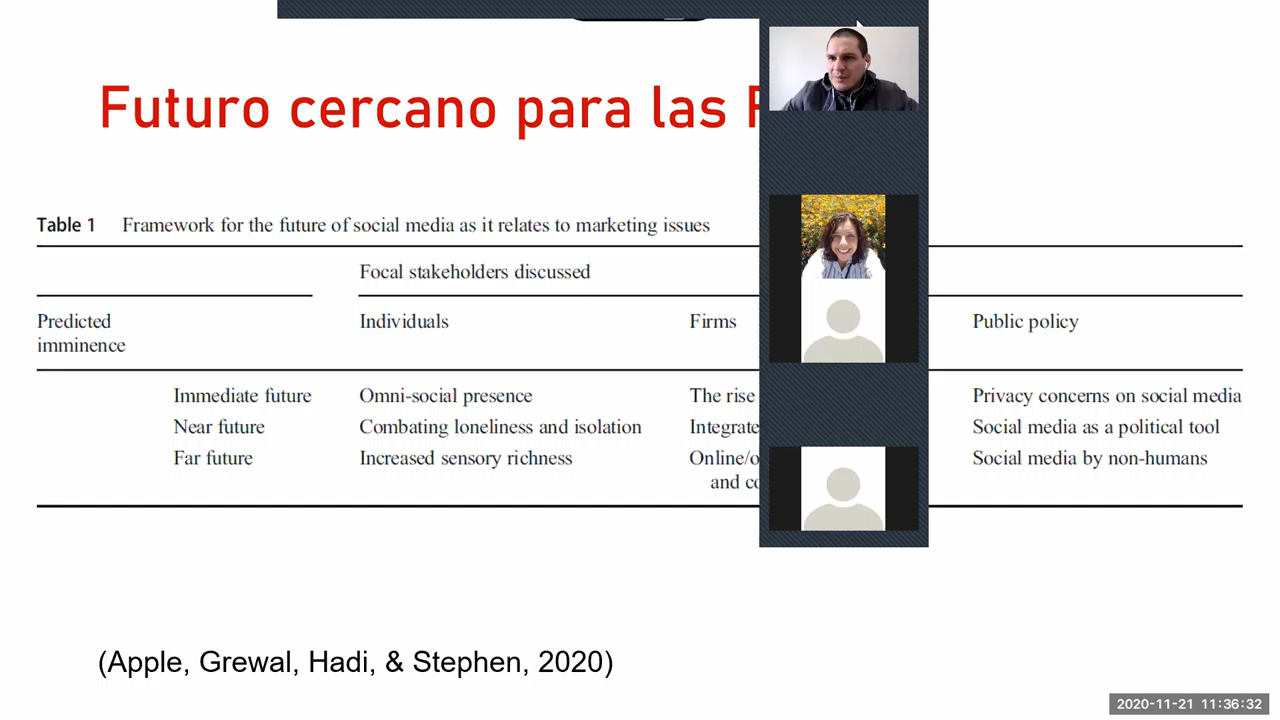 Futuro cercano para las
Table 1 Framework for the future of social media as it relates to marketing issues
Focal stakeholders discussed
Predicted imminence Individuals Firms Public policy
Immediate future Omni-social presence The rise Privacy concerns on social media
Near future Combating loneliness and isolation Social media as a political tool
Far future Increased sensory richness Social media by non-humans
and
(Apple, Grewal, Hadi, & Stephen, 2020)
2020-11-21 11:36:32